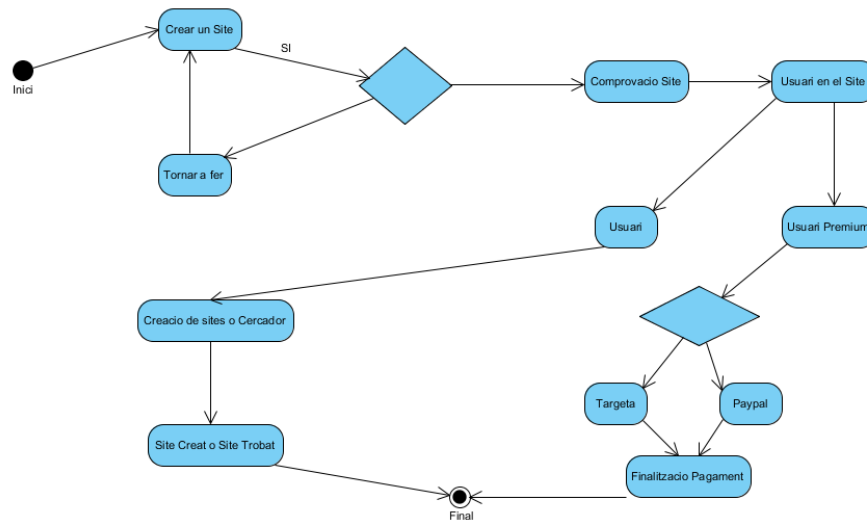 Crear un Site
SI
Inici
Comprovacio Site
Usuari en el Site
Tornar a fer
Usuari
Usuari Premium
Creacio de sites o Cercador
Targeta
Paypal
Site Creat o Site Trobat
Finalitzacio Pagament
Final